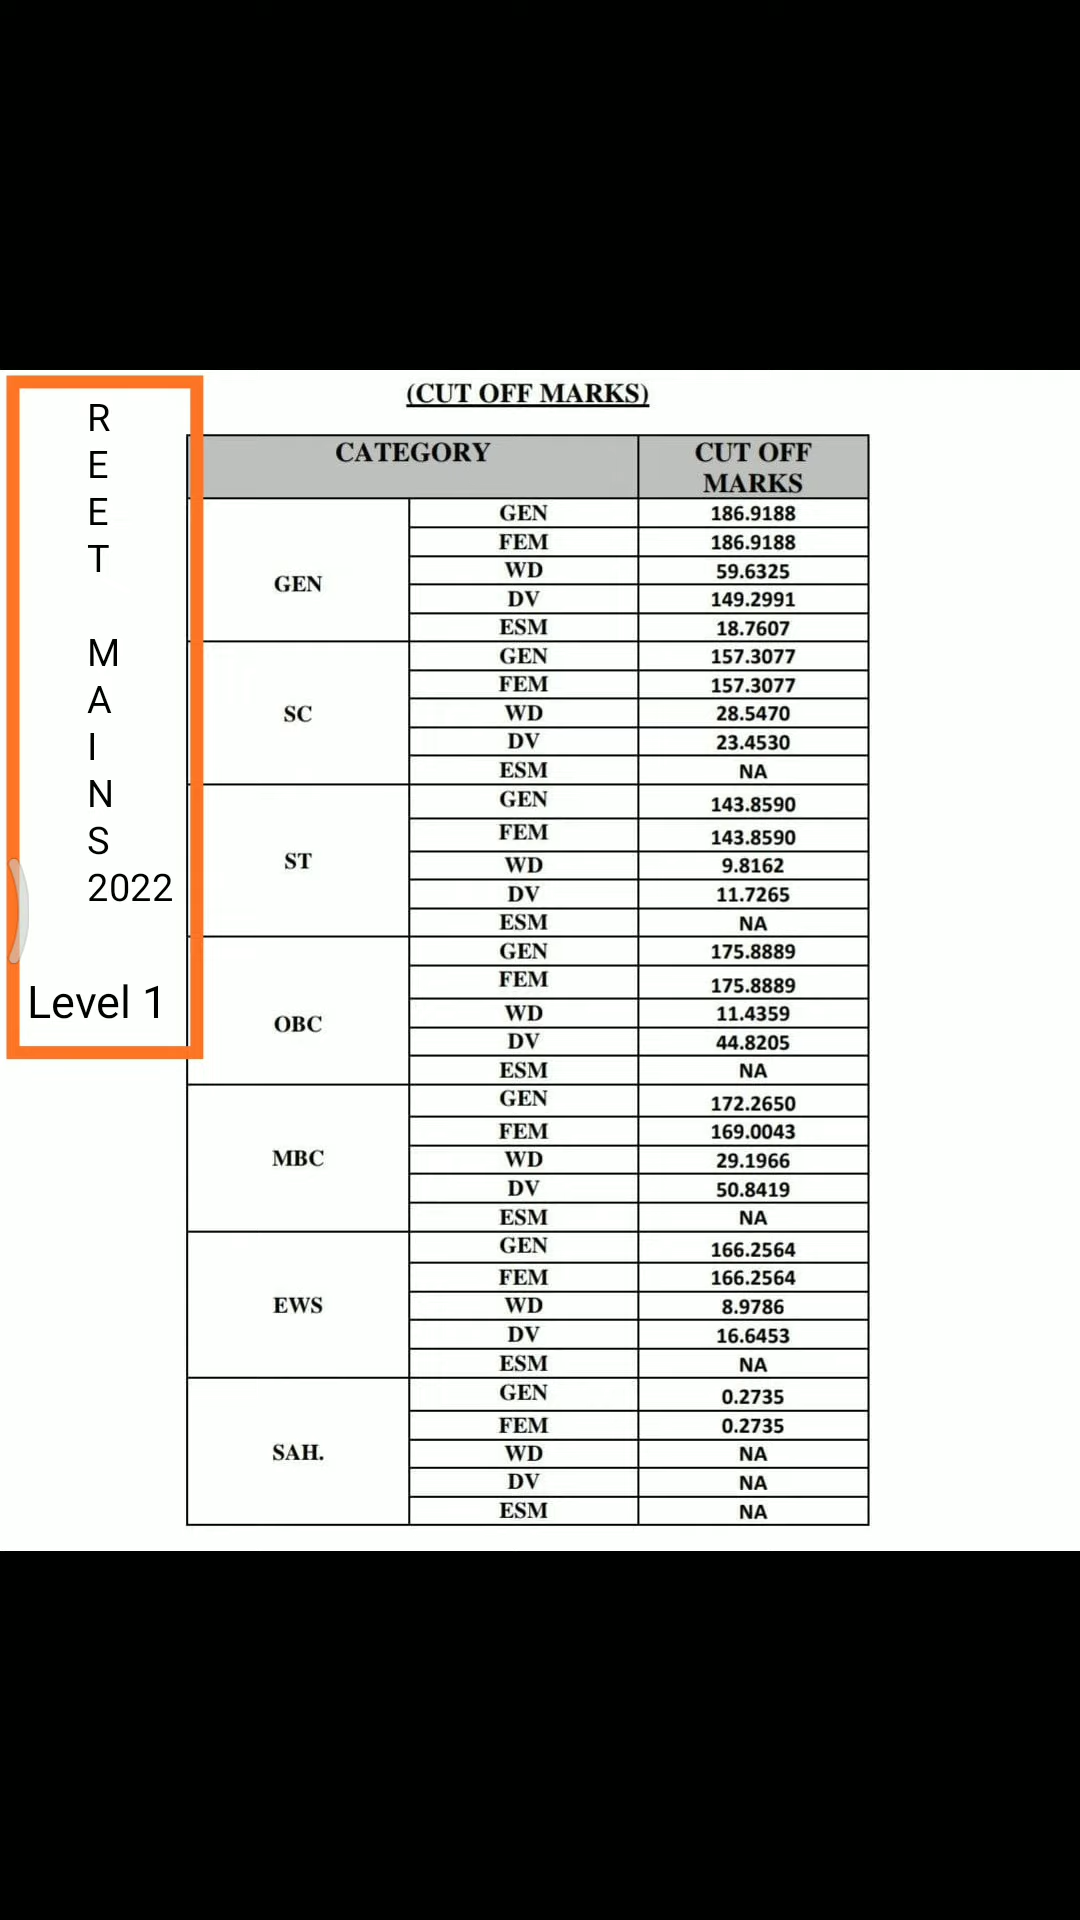 R
E
E
T
M
A
I
N
S
2022
Level 1
(CUT OFF MARKS)
CATEGORY CUT OFF MARKS
GEN
GEN 186.9188
FEM 186.9188
WD 59.6325
DV 149.2991
ESM 18.7607
SC
GEN 157.3077
FEM 157.3077
WD 28.5470
DV 23.4530
ESM NA
ST
GEN 143.8590
FEM 143.8590
WD 9.8162
DV 11.7265
ESM NA
OBC
GEN 175.8889
FEM 175.8889
WD 11.4359
DV 44.8205
ESM NA
MBC
GEN 172.2650
FEM 169.0043
WD 29.1966
DV 50.8419
ESM NA
EWS
GEN 166.2564
FEM 166.2564
WD 8.9786
DV 16.6453
ESM NA
SAH.
GEN 0.2735
FEM 0.2735
WD NA
DV NA
ESM NA